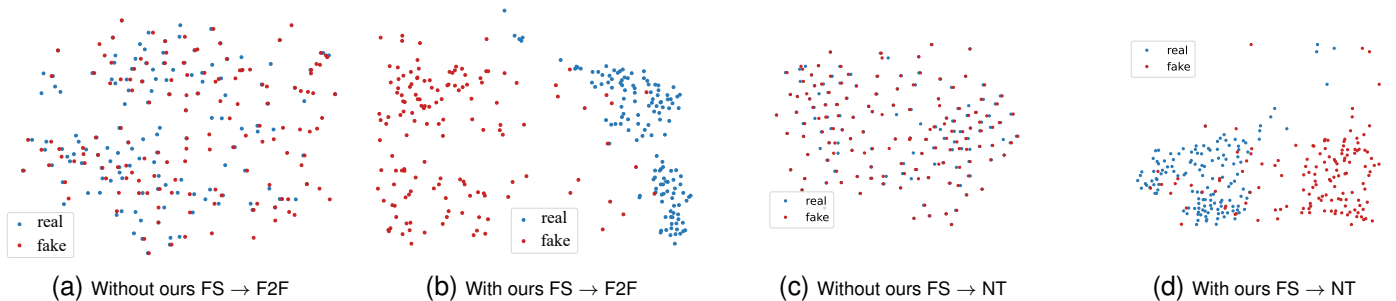 real
fake
real
fake
real
fake
real
fake
(a) Without ours FS → F2F
(b) With ours FS → F2F
(c) Without ours FS → NT
(d) With ours FS → NT